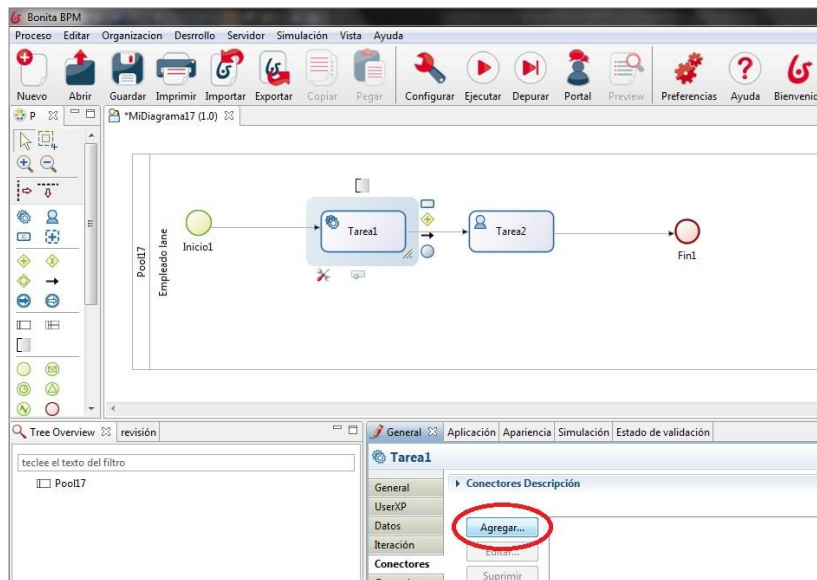 Bonita BPM
Proceso Editar Organizacion Desrrollo Servidor Simulación Vista Ayuda
Nuevo Abrir Guardar Imprimir Importar Exportar Copiar Pegar Configurar Ejecutar Depurar Portal Preview Preferencias Ayuda Bienvenid
P *MiDiagrama17 (1.0)
Pool17
Empleado lane
Inicio1
Tarea1
Tarea2
Fin1
Tree Overview revisión
teclee el texto del filtro
Pool17
General Aplicación Apariencia Simulación Estado de validación
Tarea1
General
UserXP
Datos
Iteración
Conectores
Conectores Descripción
Agregar...
Editar...
Suprimir